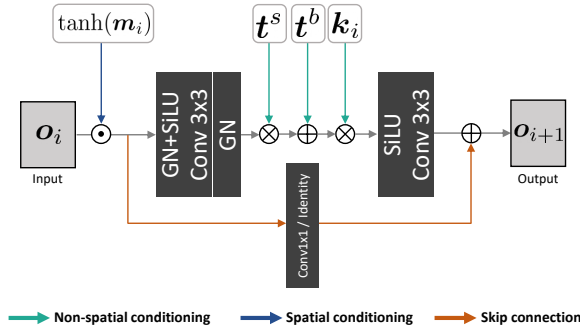 tanh(m_i)
t^s
t^b
k_i
o_i
GN+SiLU
Conv 3x3
GN
SiLU
Conv 3x3
o_{i+1}
Input
Output
Conv1x1 / Identity
Non-spatial conditioning
Spatial conditioning
Skip connection